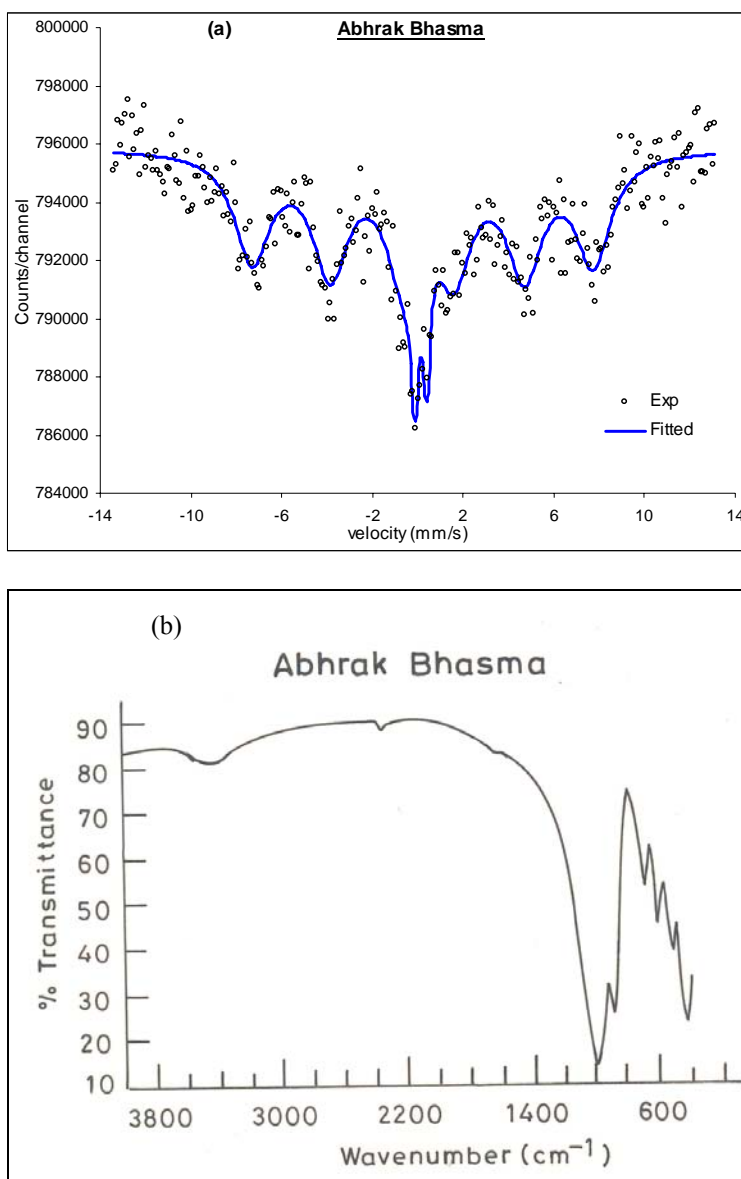 (a) Abhrak Bhasma
800000
798000
796000
794000
792000
790000
788000
786000
784000
Counts/channel
Exp
Fitted
-14 -10 -6 -2 2 6 10 14
velocity (mm/s)
(b)
Abhrak Bhasma
90
80
70
60
50
40
30
20
10
% Transmittance
3800 3000 2200 1400 600
Wavenumber (cm⁻¹)